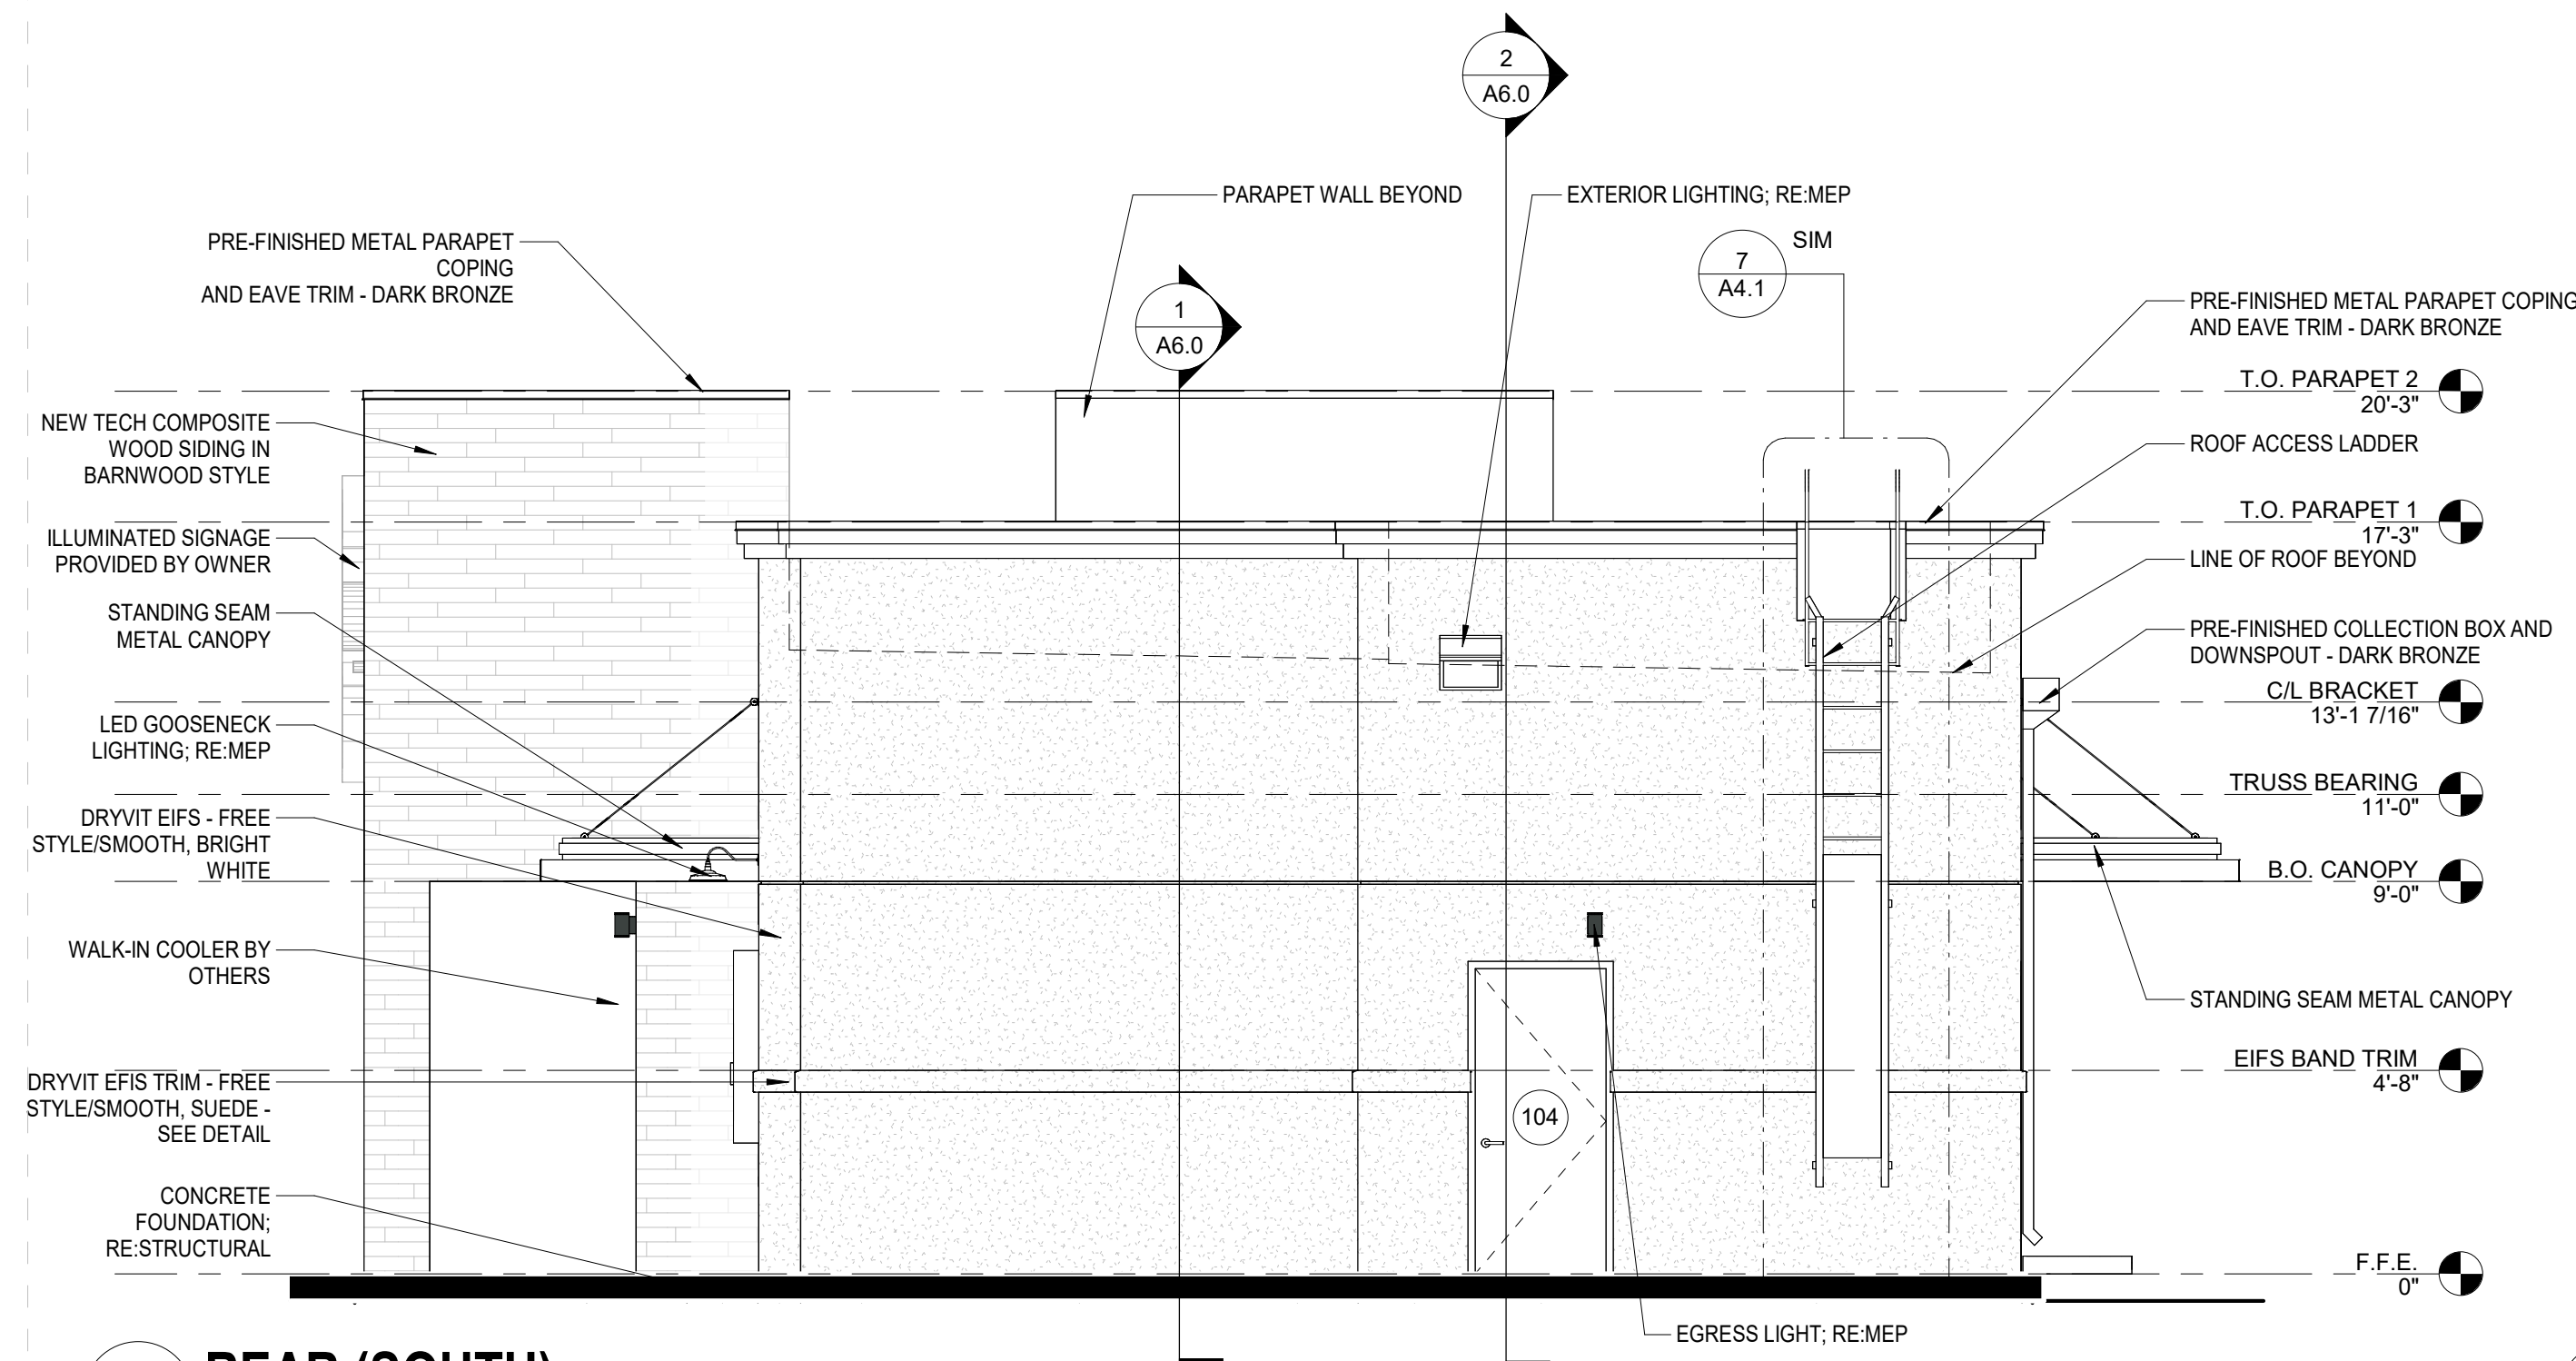 2
A6.0
PARAPET WALL BEYOND
EXTERIOR LIGHTING; RE:MEP
7
A4.1
SIM
1
A6.0
PRE-FINISHED METAL PARAPET
COPING
AND EAVE TRIM - DARK BRONZE
NEW TECH COMPOSITE
WOOD SIDING IN
BARNWOOD STYLE
ILLUMINATED SIGNAGE
PROVIDED BY OWNER
STANDING SEAM
METAL CANOPY
LED GOOSENECK
LIGHTING; RE:MEP
DRYVIT EIFS - FREE
STYLE/SMOOTH, BRIGHT
WHITE
WALK-IN COOLER BY
OTHERS
DRYVIT EFIS TRIM - FREE
STYLE/SMOOTH, SUEDE -
SEE DETAIL
CONCRETE
FOUNDATION;
RE:STRUCTURAL
104
PRE-FINISHED METAL PARAPET COPING
AND EAVE TRIM - DARK BRONZE
T.O. PARAPET 2
20'-3"
ROOF ACCESS LADDER
T.O. PARAPET 1
17'-3"
LINE OF ROOF BEYOND
PRE-FINISHED COLLECTION BOX AND
DOWNSPOUT - DARK BRONZE
C/L BRACKET
13'-1 7/16"
TRUSS BEARING
11'-0"
B.O. CANOPY
9'-0"
STANDING SEAM METAL CANOPY
EIFS BAND TRIM
4'-8"
F.F.E.
0"
EGRESS LIGHT; RE:MEP
REAR (SOUTH)